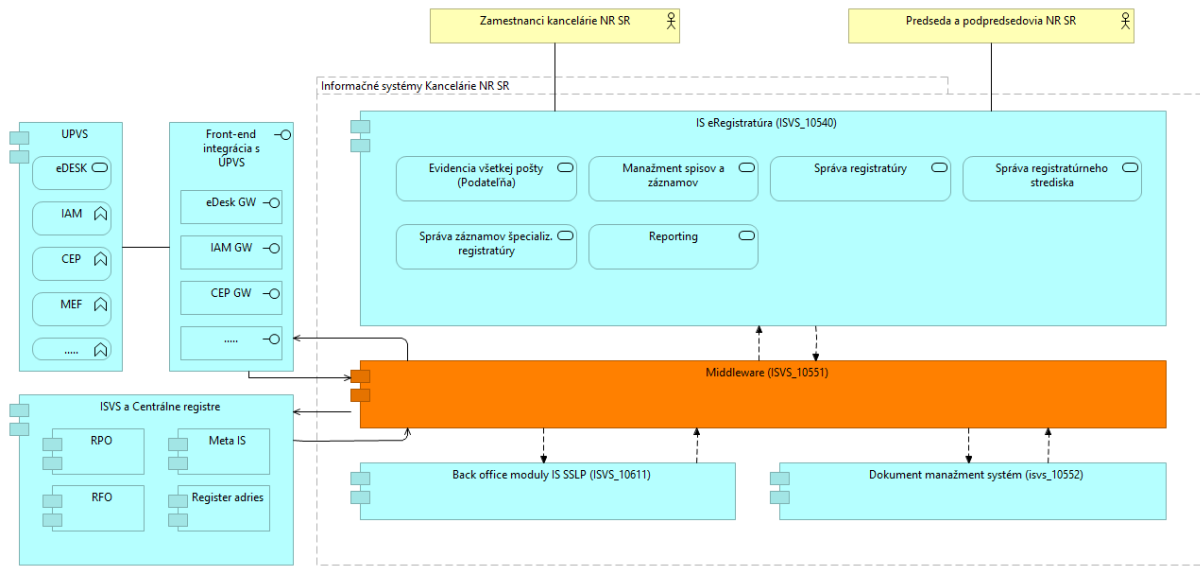 Zamestnanci kancelárie NR SR
Predseda a podpredsedovia NR SR
Informačné systémy Kancelárie NR SR
UPVS
eDESK
IAM
CEP
MEF
.....
Front-end
integrácia s
ÚPVS
eDesk GW
IAM GW
CEP GW
.....
IS eRegistratúra (ISVS_10540)
Evidencia všetkej pošty
(Podateľňa)
Manažment spisov a
záznamov
Správa registratúry
Správa registratúrneho
strediska
Správa záznamov špecializ.
registratúry
Reporting
Middleware (ISVS_10551)
ISVS a Centrálne registre
RPO
Meta IS
RFO
Register adries
Back office moduly IS SSLP (ISVS_10611)
Dokument manažment systém (isvs_10552)